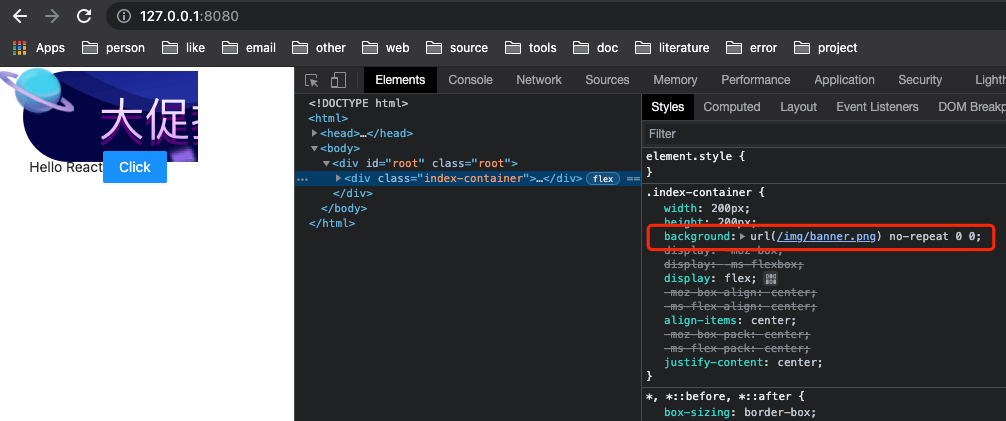 127.0.0.1:8080
Apps person like email other web source tools doc literature error project
大促
Hello React Click
Elements Console Network Sources Memory Performance Application Security Lighth
<!DOCTYPE html>
<html>
<head>…</head>
<body>
<div id="root" class="root">
… <div class="index-container">…</div> flex ==
</div>
</body>
</html>
Styles Computed Layout Event Listeners DOM Breakp
Filter
element.style {
}
.index-container {
width: 200px;
height: 200px;
background: url(/img/banner.png) no-repeat 0 0;
display: -moz-box;
display: -ms-flexbox;
display: flex;
-moz-box-align: center;
-ms-flex-align: center;
align-items: center;
-moz-box-pack: center;
-ms-flex-pack: center;
justify-content: center;
}
*, *::before, *::after {
box-sizing: border-box;